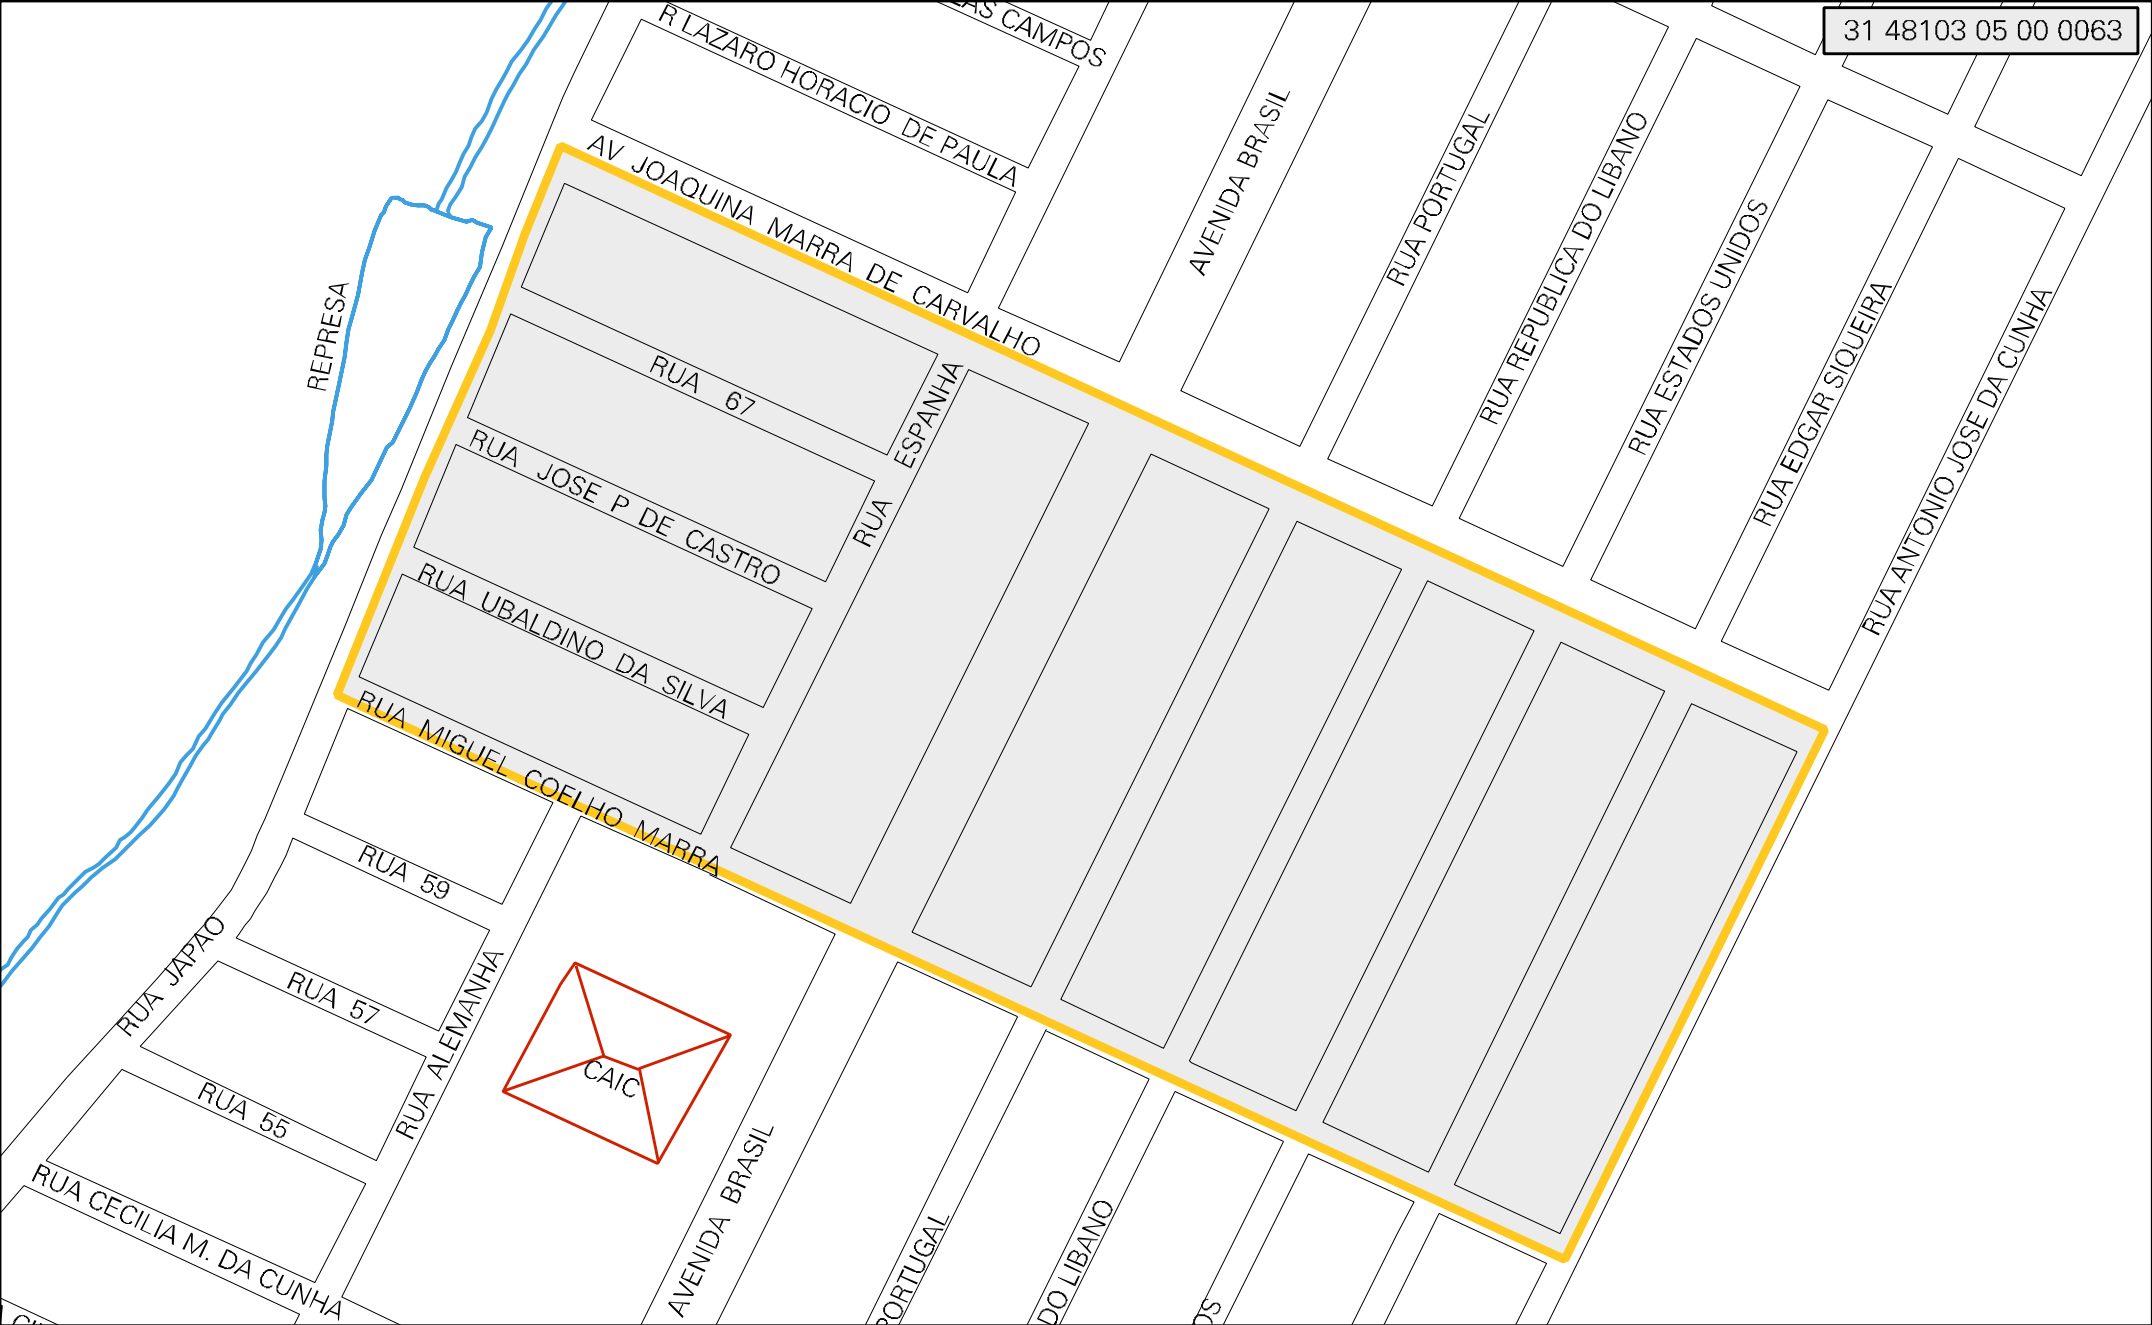 31 48103 05 00 0063
CAMPOS
R LAZARO HORACIO DE PAULA
AV JOAQUINA MARRA DE CARVALHO
AVENIDA BRASIL
RUA PORTUGAL
RUA REPUBLICA DO LIBANO
RUA ESTADOS UNIDOS
RUA EDGAR SIQUEIRA
RUA ANTONIO JOSE DA CUNHA
REPRESA
RUA 67
RUA ESPANHA
RUA JOSE P DE CASTRO
RUA UBALDINO DA SILVA
RUA MIGUEL COELHO MARRA
RUA 59
RUA JAPAO
RUA 57
RUA ALEMANHA
RUA 55
CAIC
RUA CECILIA M. DA CUNHA
AVENIDA BRASIL
PORTUGAL
DO LIBANO
OS